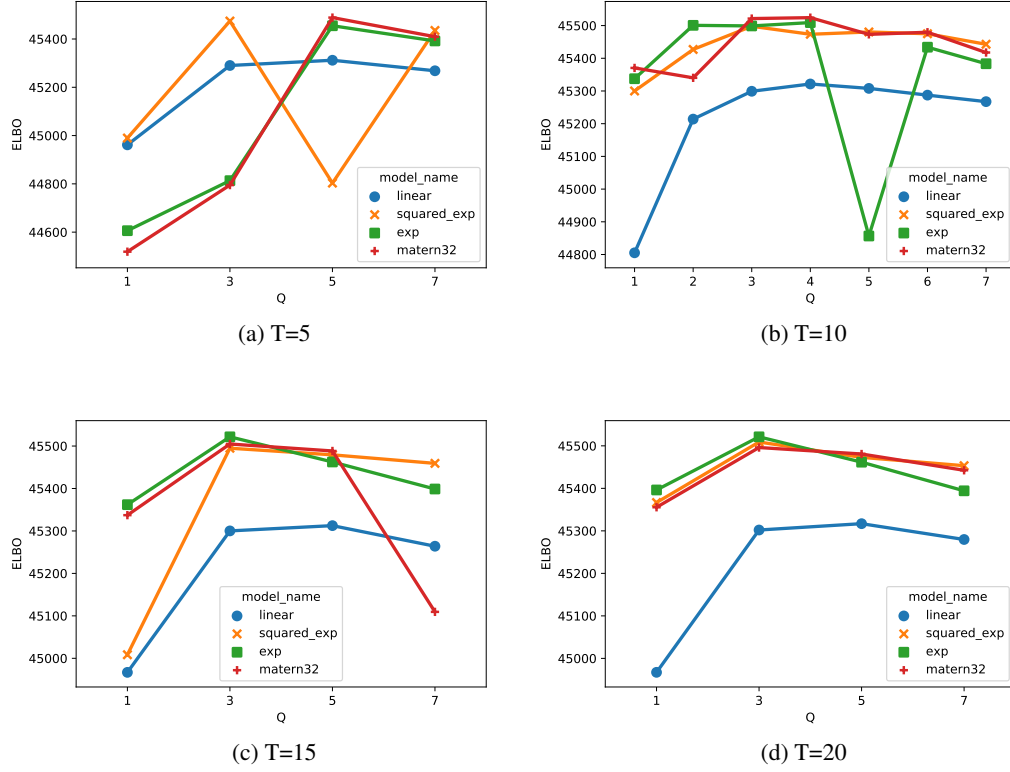 45400
45200
45000
44800
44600
ELBO
1 3 5 7
Q
model_name
linear
squared_exp
exp
matern32
(a) T=5
45500
45400
45300
45200
45100
45000
44900
44800
ELBO
1 2 3 4 5 6 7
Q
model_name
linear
squared_exp
exp
matern32
(b) T=10
45500
45400
45300
45200
45100
45000
ELBO
1 3 5 7
Q
model_name
linear
squared_exp
exp
matern32
(c) T=15
45500
45400
45300
45200
45100
45000
ELBO
1 3 5 7
Q
model_name
linear
squared_exp
exp
matern32
(d) T=20